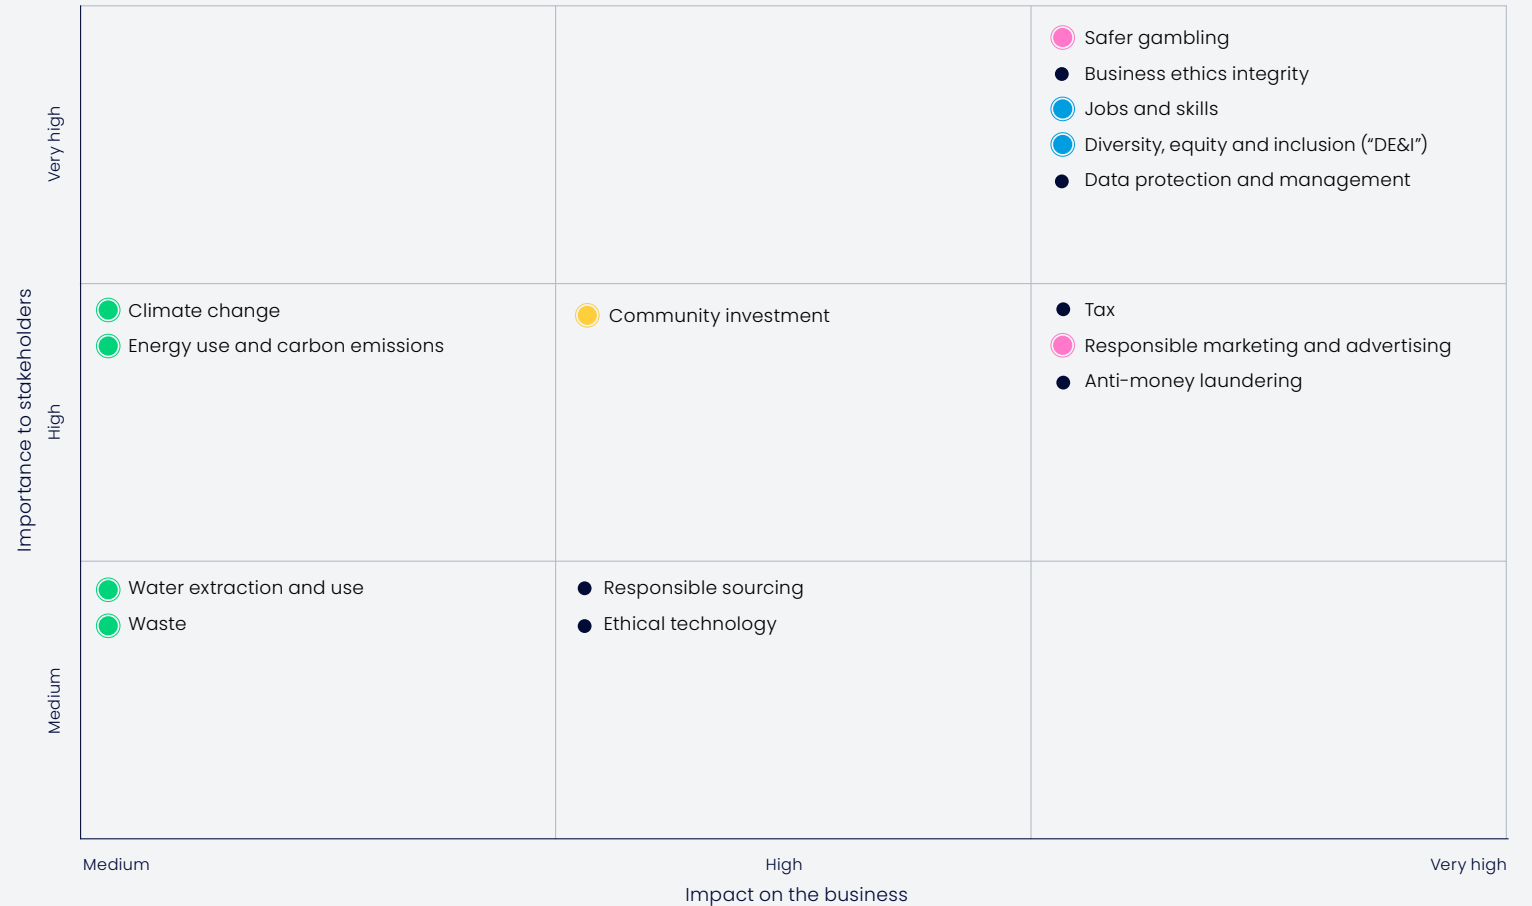 Safer gambling
Business ethics integrity
Jobs and skills
Diversity, equity and inclusion (“DE&I”)
Data protection and management
Very high
Climate change
Energy use and carbon emissions
Community investment
Tax
Responsible marketing and advertising
Anti-money laundering
Importance to stakeholders
High
Water extraction and use
Waste
Responsible sourcing
Ethical technology
Medium
Medium
High
Very high
Impact on the business